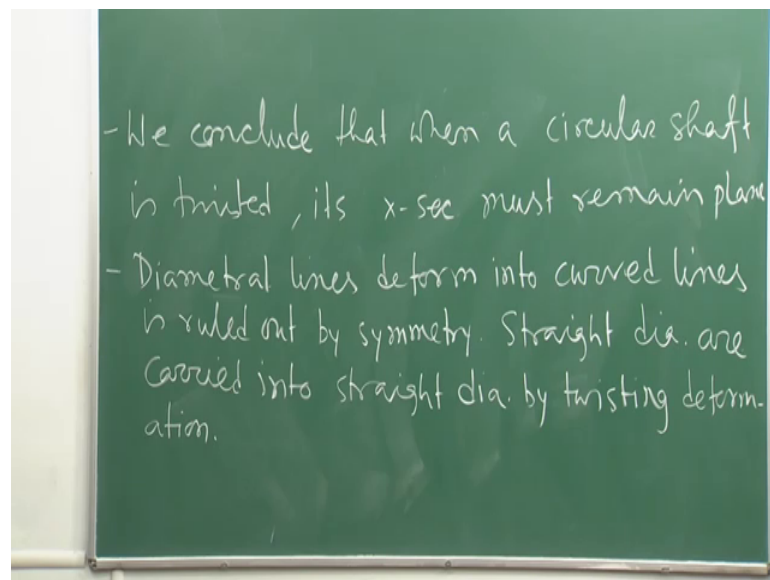 - We conclude that when a circular shaft
is twisted, its x-sec must remain plane
- Diametral lines deform into curved lines
is ruled out by symmetry. Straight dia. are
carried into straight dia. by twisting deform-
ation.